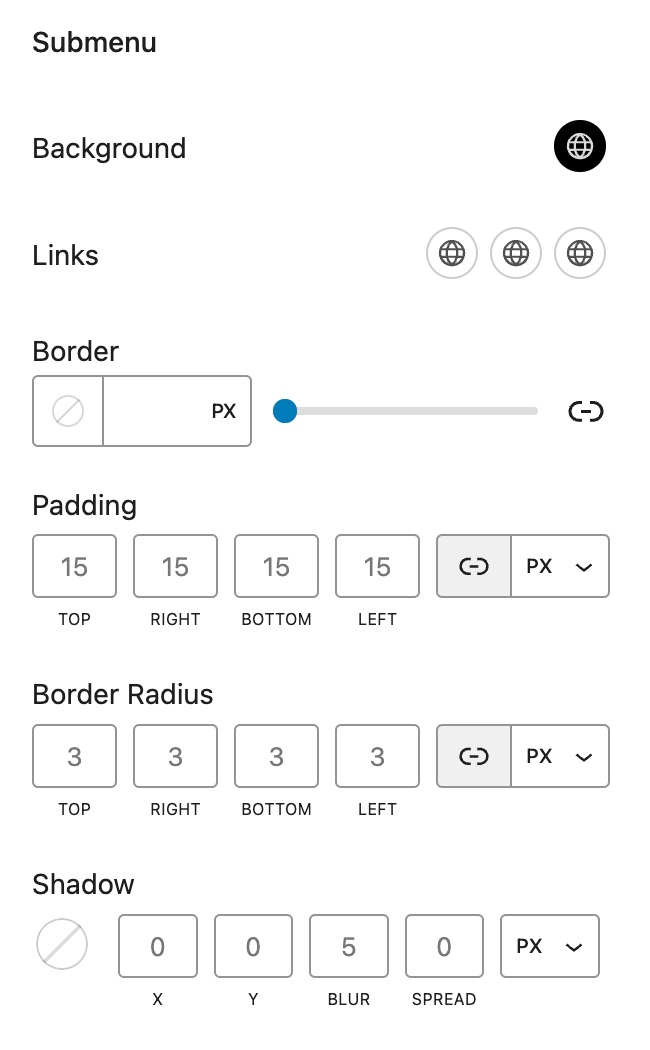 Submenu
Background
Links
Border
PX
Padding
15 15 15 15 PX
TOP RIGHT BOTTOM LEFT
Border Radius
3 3 3 3 PX
TOP RIGHT BOTTOM LEFT
Shadow
0 0 5 0 PX
X Y BLUR SPREAD